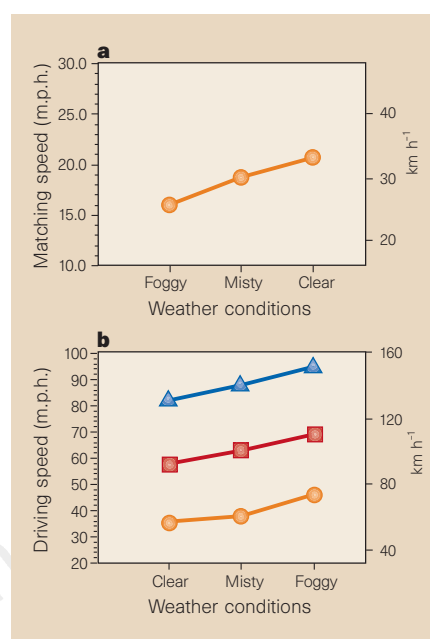 a
Matching speed (m.p.h.)
30.0
25.0
20.0
15.0
10.0
40
30
20
km h⁻¹
Foggy Misty Clear
Weather conditions
b
Driving speed (m.p.h.)
100
90
80
70
60
50
40
30
20
160
120
80
40
km h⁻¹
Clear Misty Foggy
Weather conditions